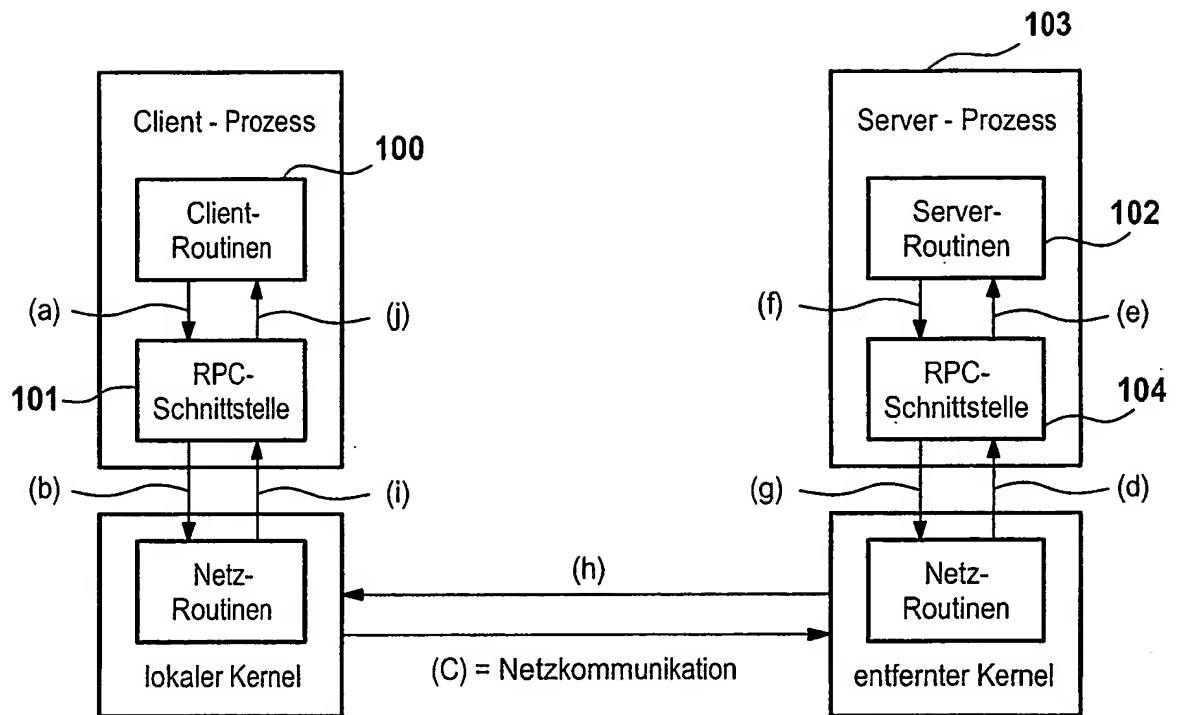 103
Client - Prozess
Server - Prozess
100
Client-
Routinen
Server-
Routinen
102
(a)
(j)
(f)
(e)
101
RPC-
Schnittstelle
RPC-
Schnittstelle
104
(b)
(i)
(g)
(d)
Netz-
Routinen
(h)
Netz-
Routinen
lokaler Kernel
(C) = Netzkommunikation
entfernter Kernel